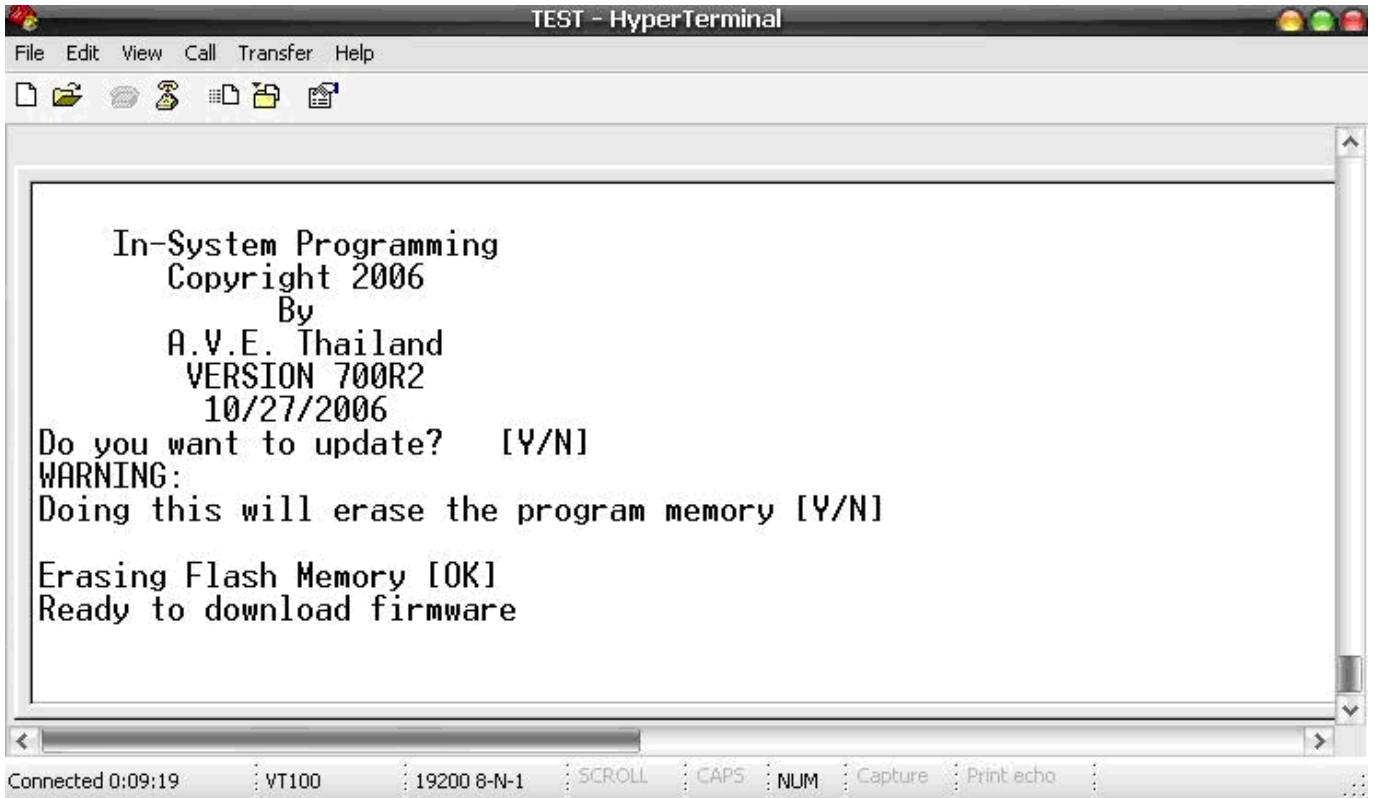 TEST - HyperTerminal
File Edit View Call Transfer Help
In-System Programming
Copyright 2006
By
A.V.E. Thailand
VERSION 700R2
10/27/2006
Do you want to update? [Y/N]
WARNING:
Doing this will erase the program memory [Y/N]
Erasing Flash Memory [OK]
Ready to download firmware
Connected 0:09:19 VT100 19200 8-N-1 SCROLL CAPS NUM Capture Print echo